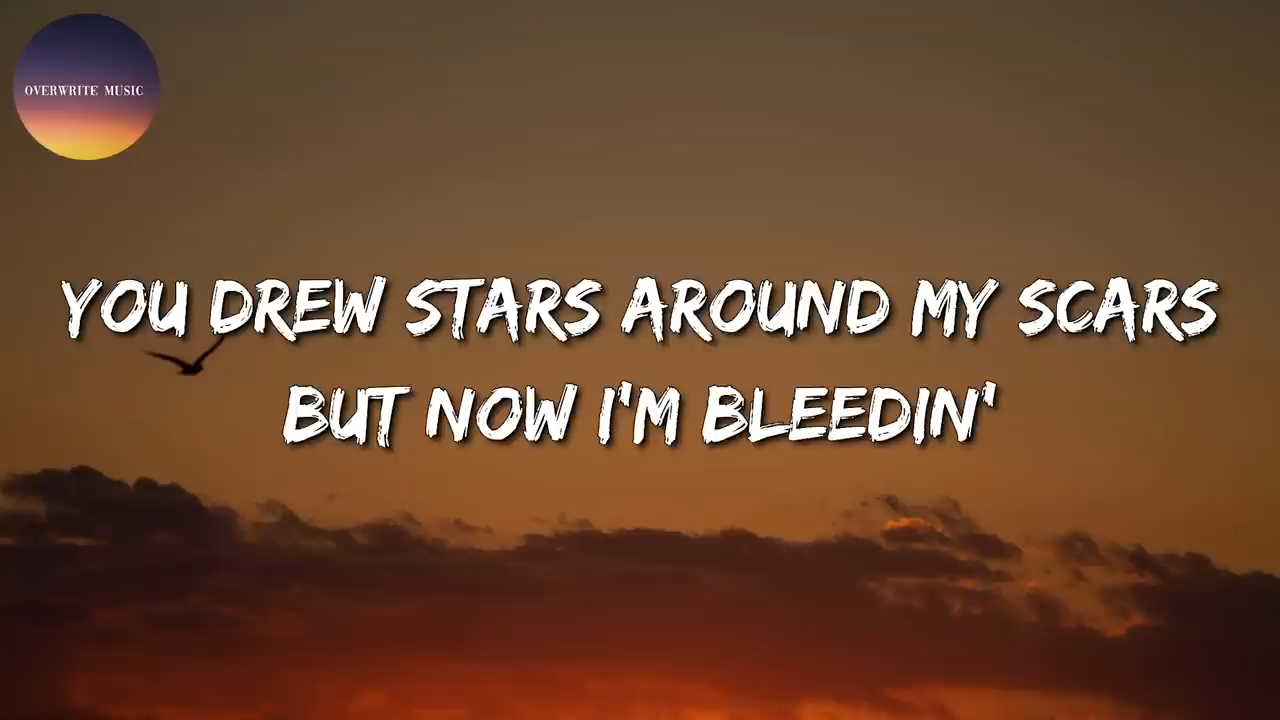 OVERWRITE MUSIC
YOU DREW STARS AROUND MY SCARS
BUT NOW I'M BLEEDIN'